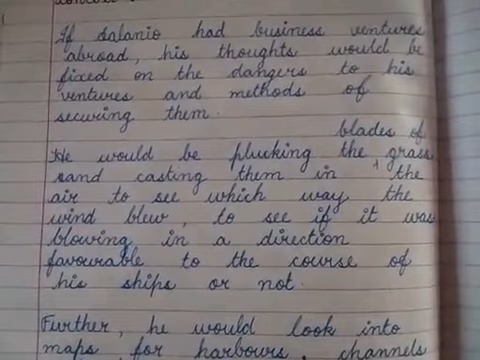 If Salanio had business ventures
abroad, his thoughts would be
fixed on the dangers to his
ventures and methods of
securing them.
blades of
He would be plucking the grass
sand casting them in the
air to see which way the
wind blew, to see if it was
blowing in a direction
favourable to the course of
his ships or not.
Further, he would look into
maps for harbours, channels